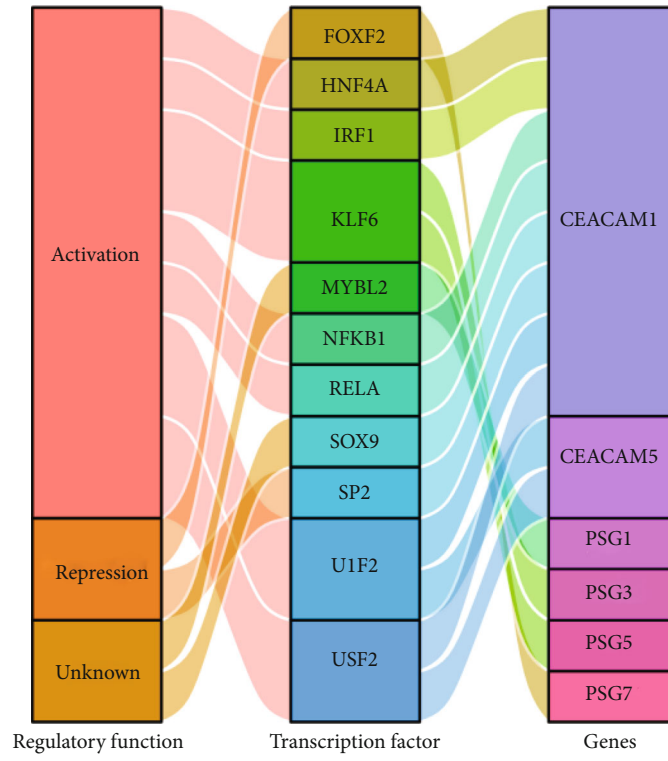 Activation
Repression
Unknown
FOXF2
HNF4A
IRF1
KLF6
MYBL2
NFKB1
RELA
SOX9
SP2
U1F2
USF2
CEACAM1
CEACAM5
PSG1
PSG3
PSG5
PSG7
Regulatory function
Transcription factor
Genes